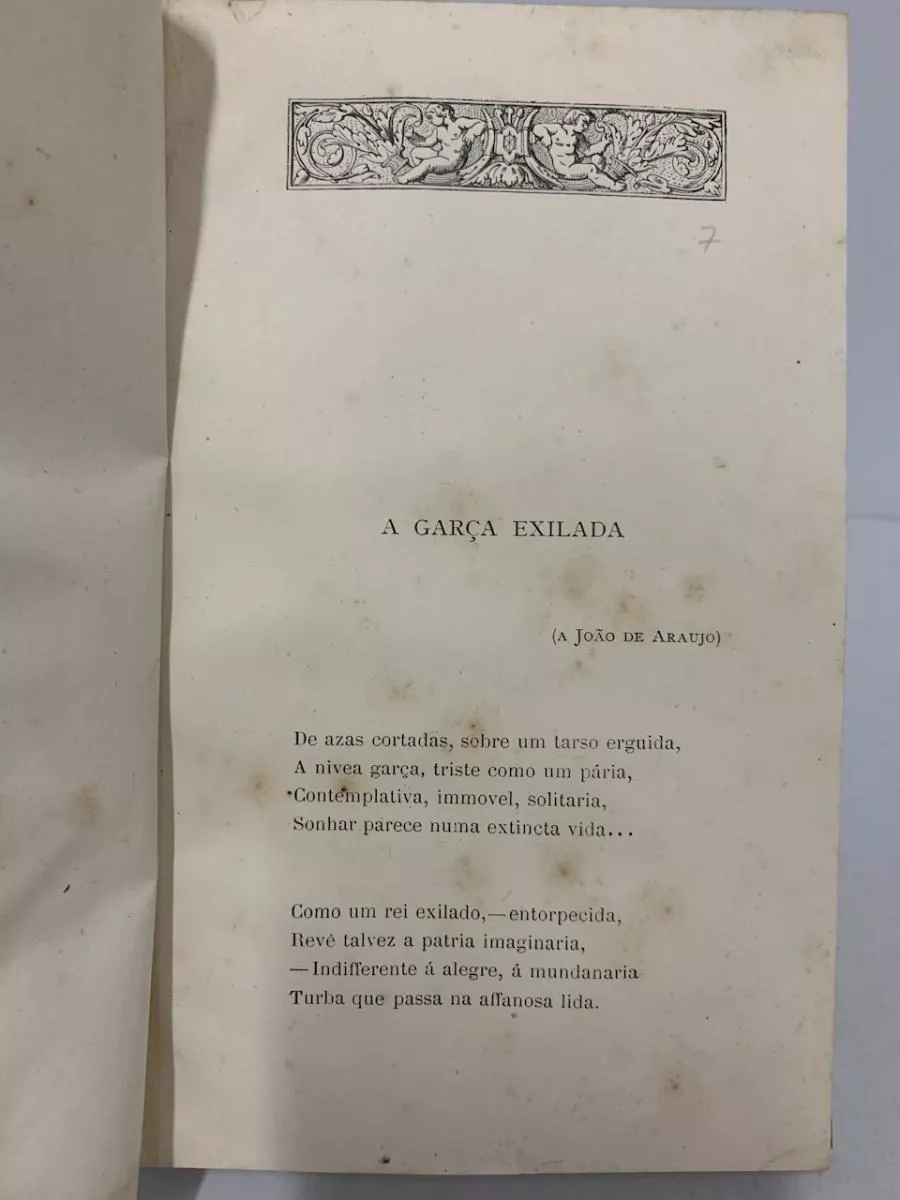 7
A GARÇA EXILADA
(A JOÃO DE ARAUJO)
De azas cortadas, sobre um tarso erguida,
A nivea garça, triste como um pária,
Contemplativa, immovel, solitaria,
Sonhar parece numa extincta vida...
Como um rei exilado,—entorpecida,
Revé talvez a patria imaginaria,
—Indifferente á alegre, á mundanaria
Turba que passa na affanosa lida.